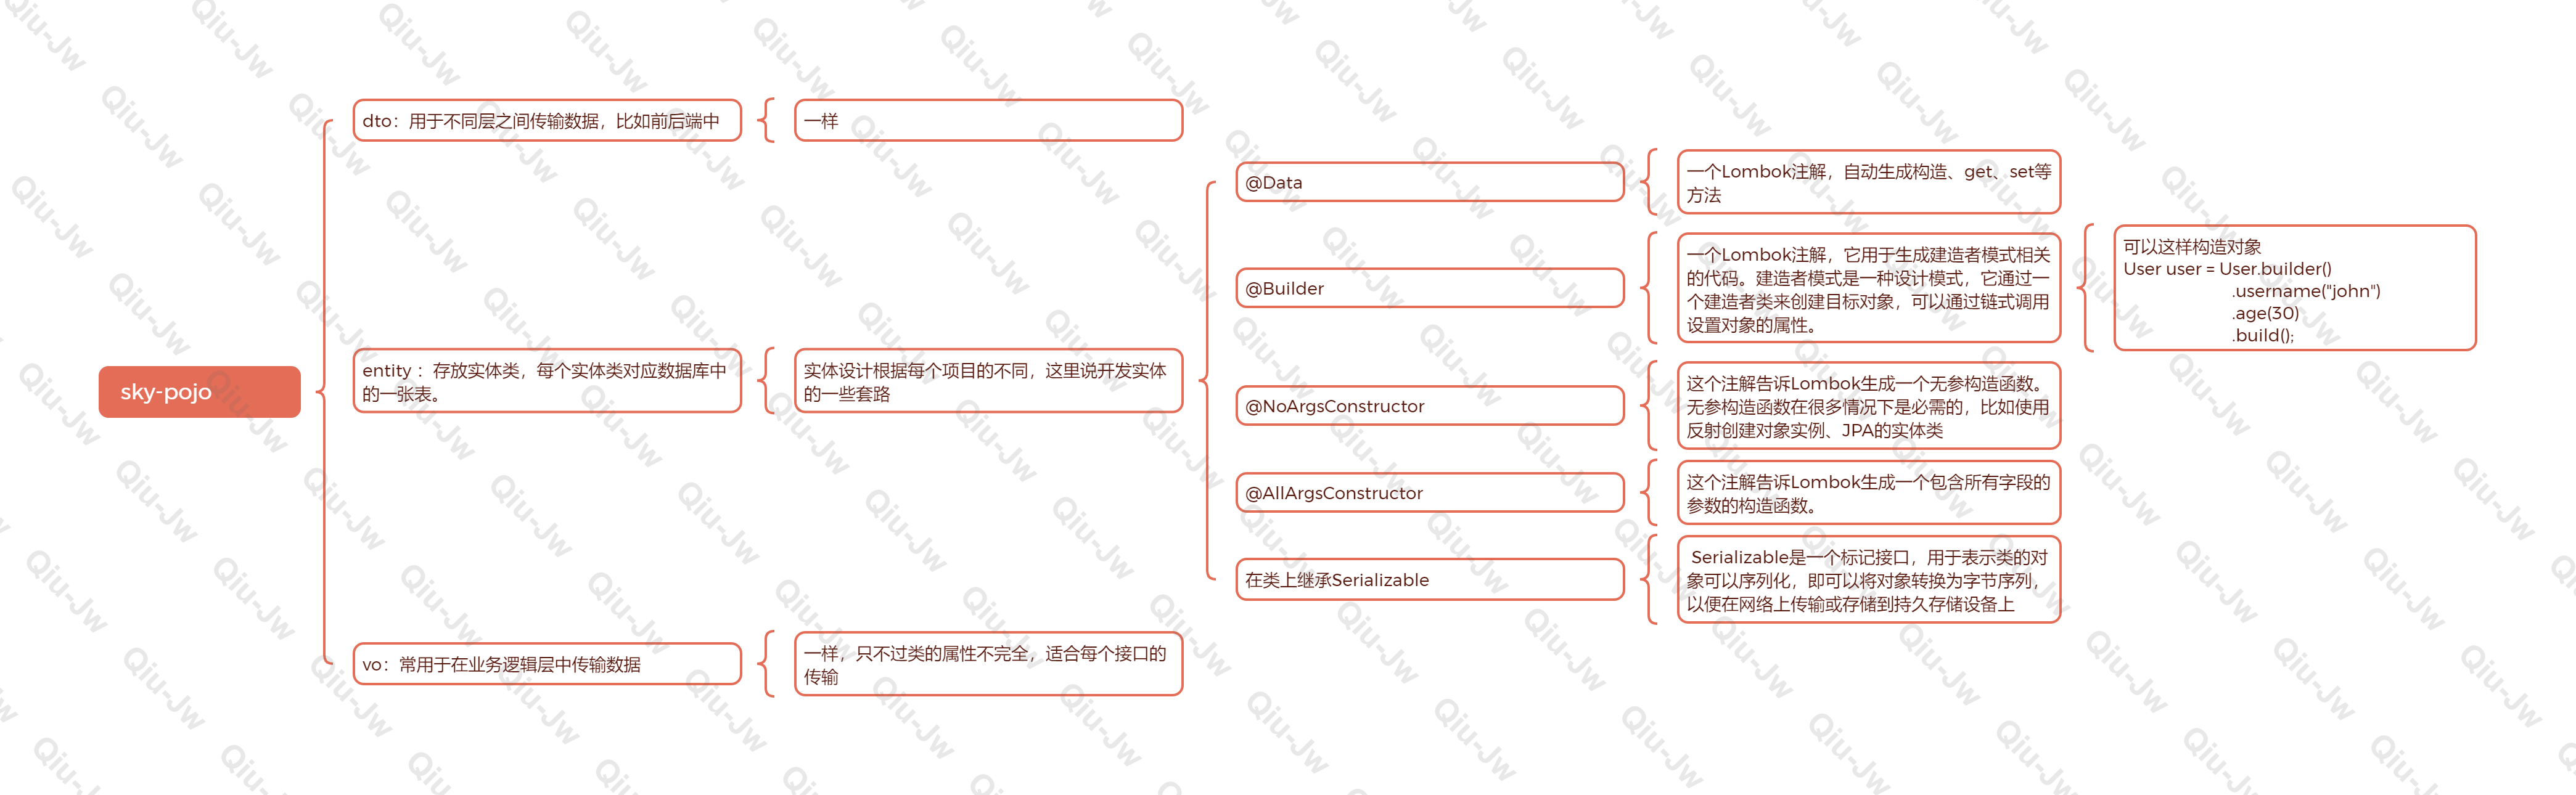 sky-pojo
dto：用于不同层之间传输数据，比如前后端中
一样
entity ：存放实体类，每个实体类对应数据库中
的一张表。
实体设计根据每个项目的不同，这里说开发实体
的一些套路
@Data
一个Lombok注解，自动生成构造、get、set等
方法
@Builder
一个Lombok注解，它用于生成建造者模式相关
的代码。建造者模式是一种设计模式，它通过一
个建造者类来创建目标对象，可以通过链式调用
设置对象的属性。
可以这样构造对象
User user = User.builder()
.username("john")
.age(30)
.build();
@NoArgsConstructor
这个注解告诉Lombok生成一个无参构造函数。
无参构造函数在很多情况下是必需的，比如使用
反射创建对象实例、JPA的实体类
@AllArgsConstructor
这个注解告诉Lombok生成一个包含所有字段的
参数的构造函数。
在类上继承Serializable
Serializable是一个标记接口，用于表示类的对
象可以序列化，即可以将对象转换为字节序列，
以便在网络上传输或存储到持久存储设备上
vo：常用于在业务逻辑层中传输数据
一样，只不过类的属性不完全，适合每个接口的
传输
Qiu-Jw